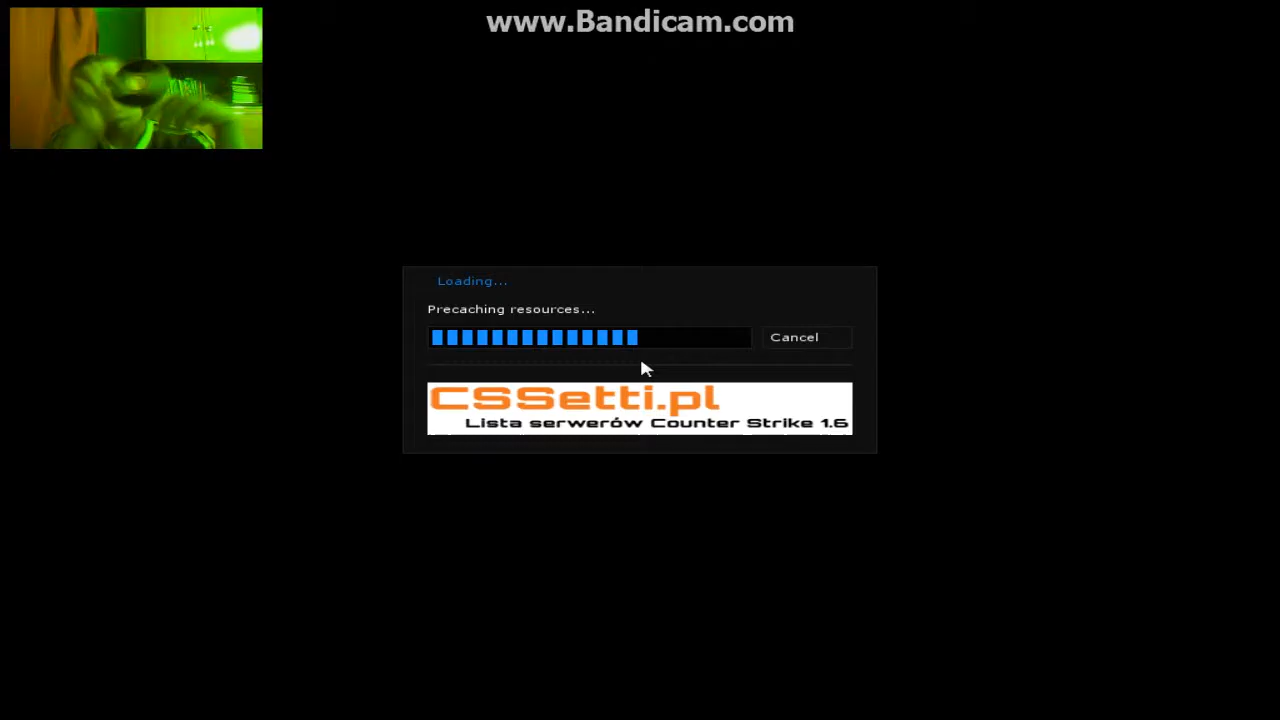 www.Bandicam.com
Loading...
Precaching resources...
Cancel
CSSetti.pl
Lista serwerów Counter Strike 1.6